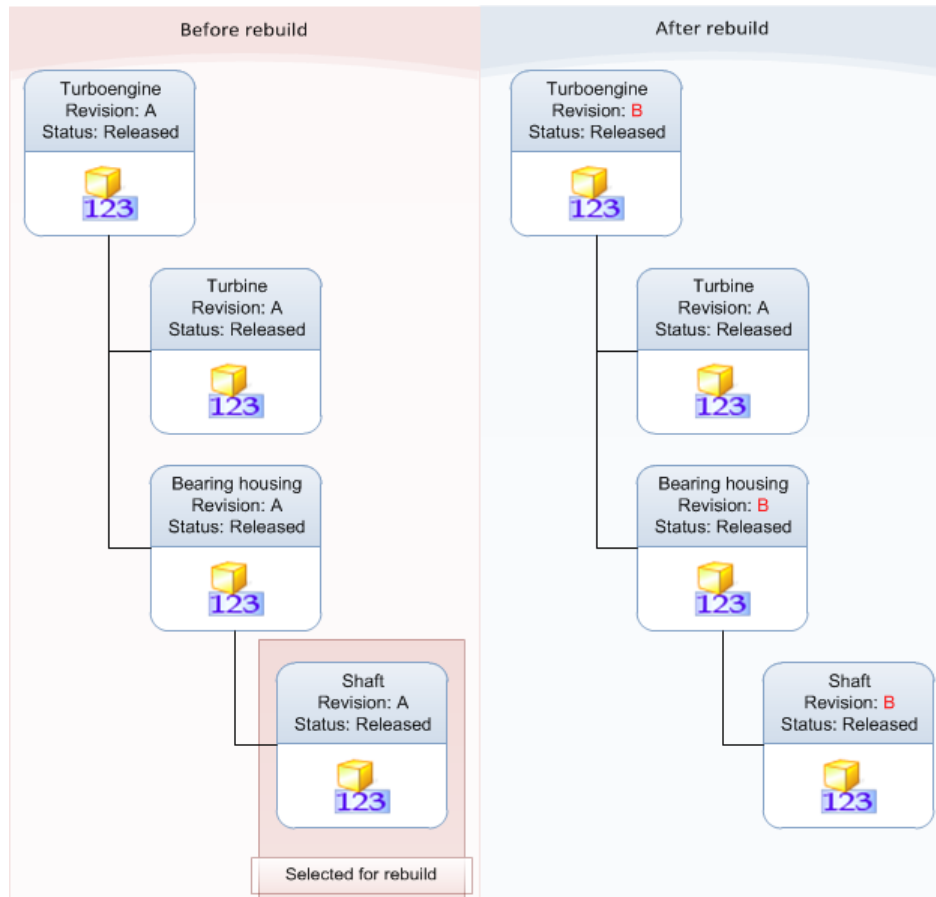 Before rebuild
Turboengine
Revision: A
Status: Released
123
Turbine
Revision: A
Status: Released
123
Bearing housing
Revision: A
Status: Released
123
Shaft
Revision: A
Status: Released
123
Selected for rebuild
After rebuild
Turboengine
Revision: B
Status: Released
123
Turbine
Revision: A
Status: Released
123
Bearing housing
Revision: B
Status: Released
123
Shaft
Revision: B
Status: Released
123